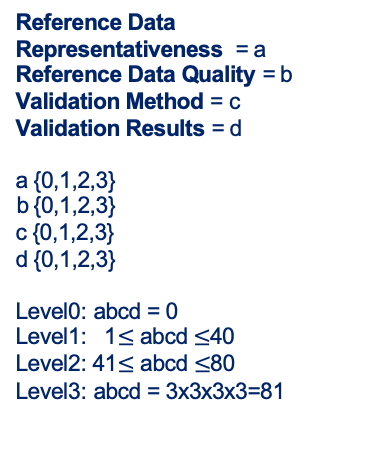 Reference Data
Representativeness = a
Reference Data Quality = b
Validation Method = c
Validation Results = d
a {0,1,2,3}
b {0,1,2,3}
c {0,1,2,3}
d {0,1,2,3}
Level0: abcd = 0
Level1: 1≤ abcd ≤40
Level2: 41≤ abcd ≤80
Level3: abcd = 3x3x3x3=81